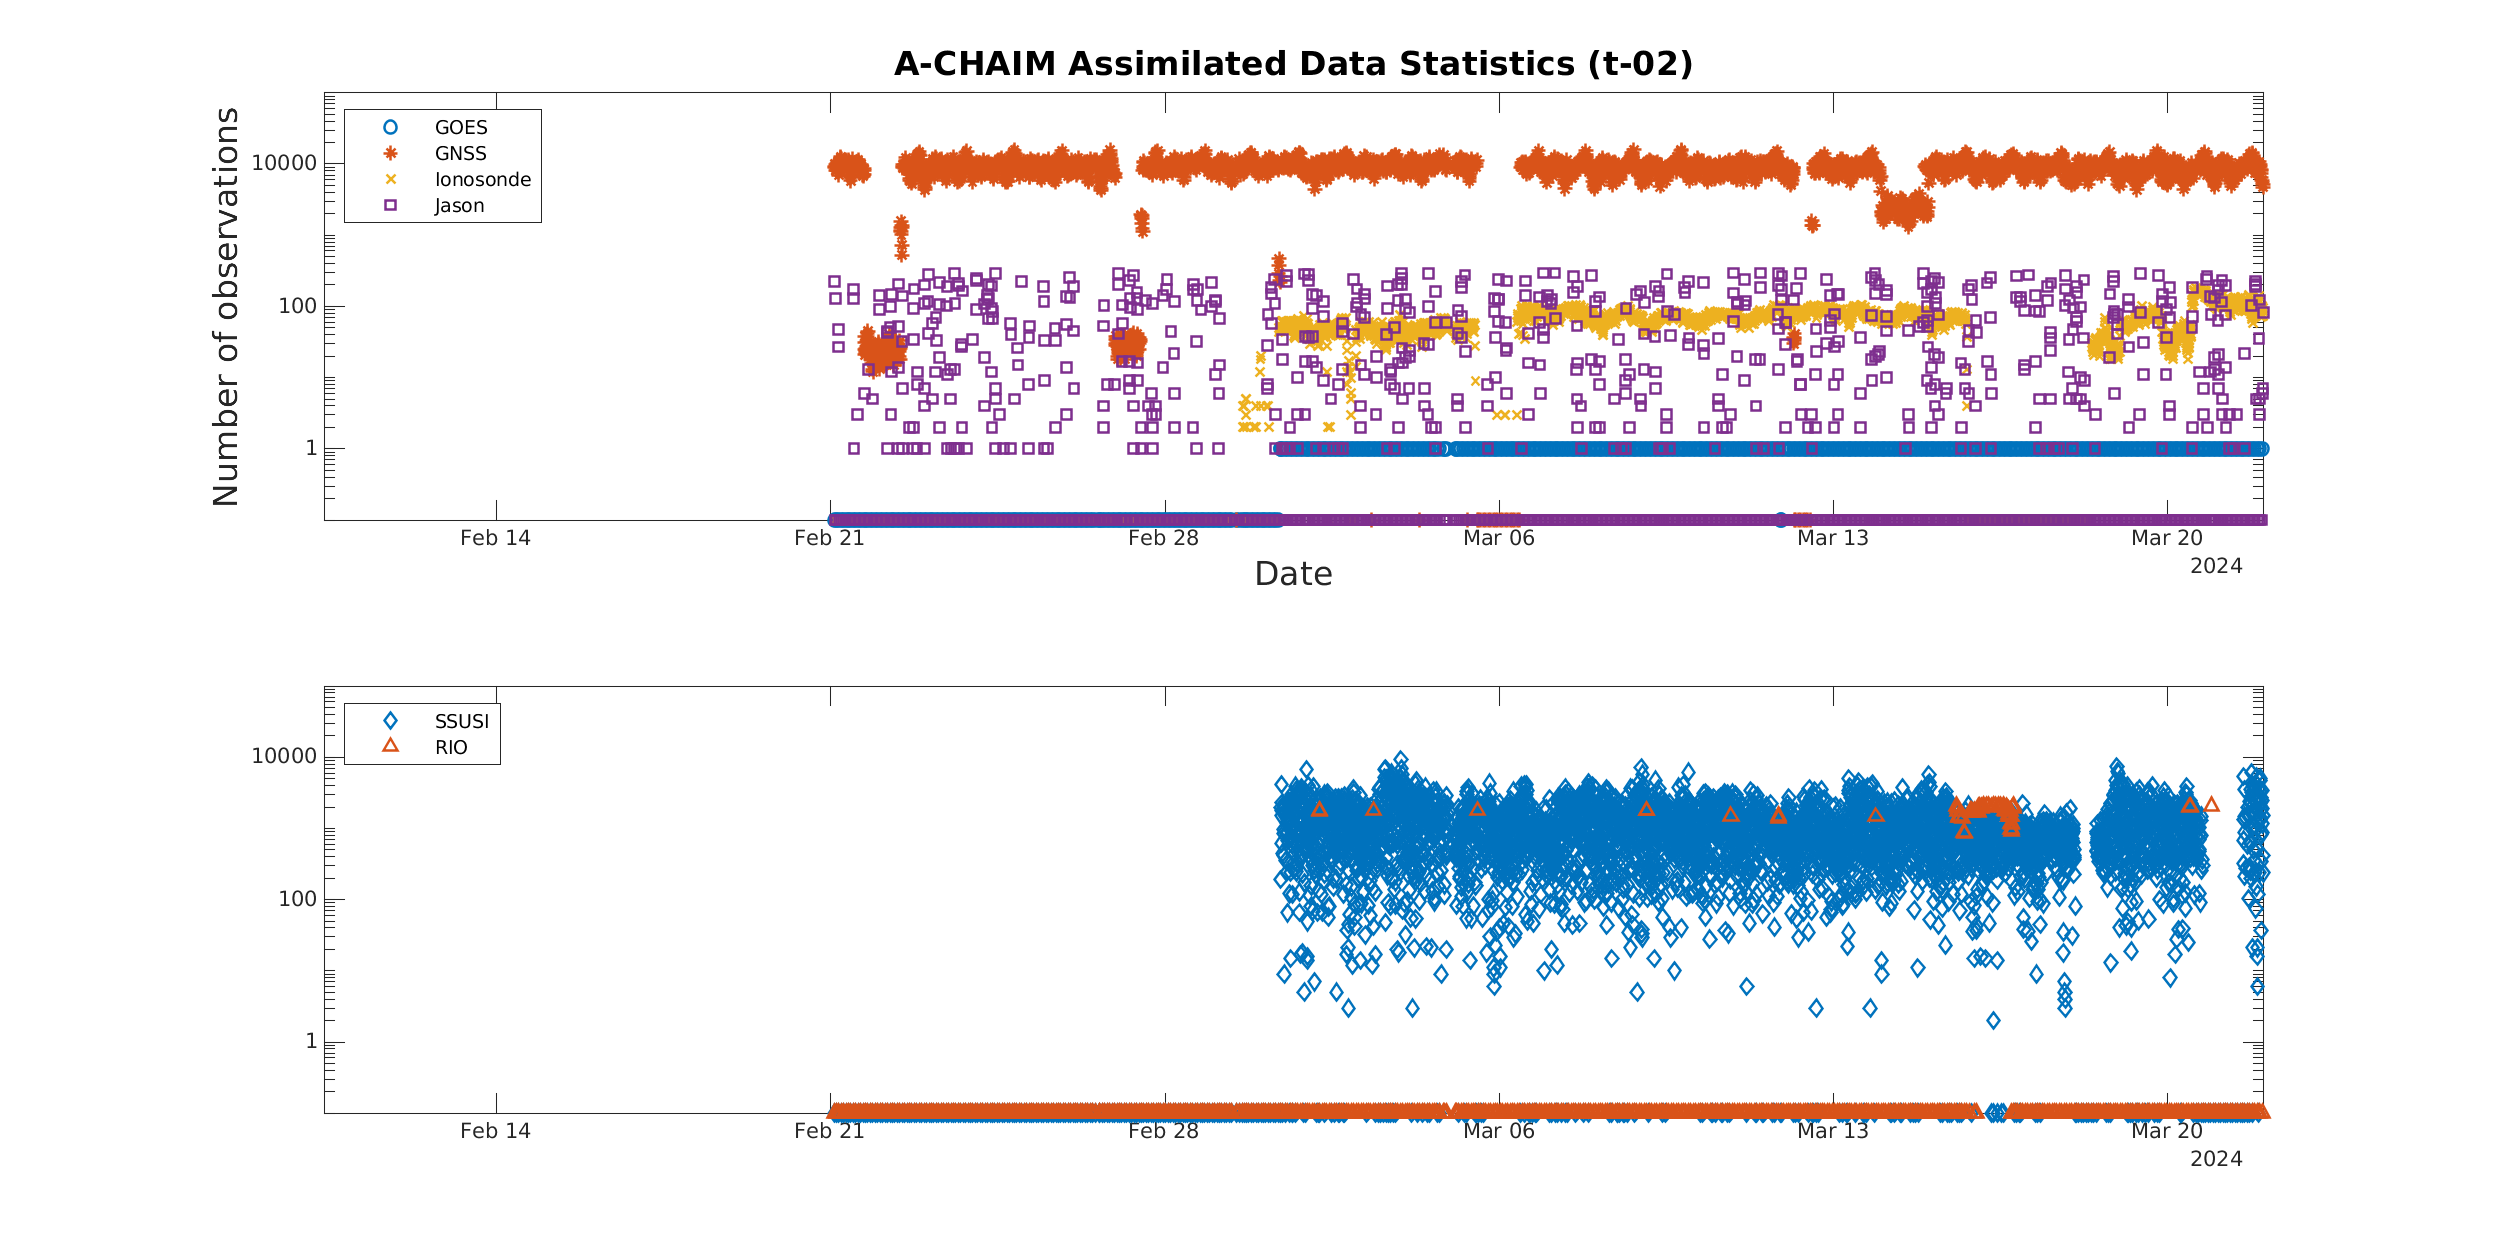 A-CHAIM Assimilated Data Statistics (t-02)
Number of observations
GOES
GNSS
Ionosonde
Jason
10000
100
1
Feb 14 Feb 21 Feb 28 Mar 06 Mar 13 Mar 20
2024
Date
SSUSI
RIO
10000
100
1
Feb 14 Feb 21 Feb 28 Mar 06 Mar 13 Mar 20
2024